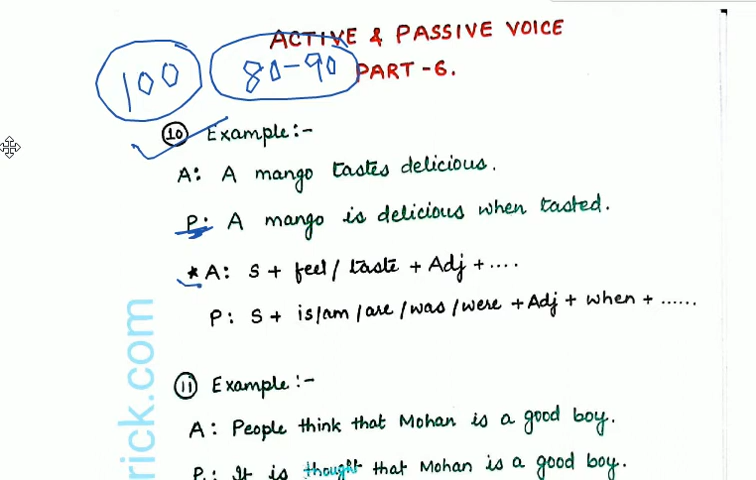 ACTIVE & PASSIVE VOICE
100 80-90 PART-6.
10 Example:-
A: A mango tastes delicious.
P: A mango is delicious when tasted.
*A: S + feel / taste + Adj + ....
P: S + is/am /are /was /were + Adj + when + ......
11 Example:-
A: People think that Mohan is a good boy.
P: It is thought that Mohan is a good boy.
rick.com